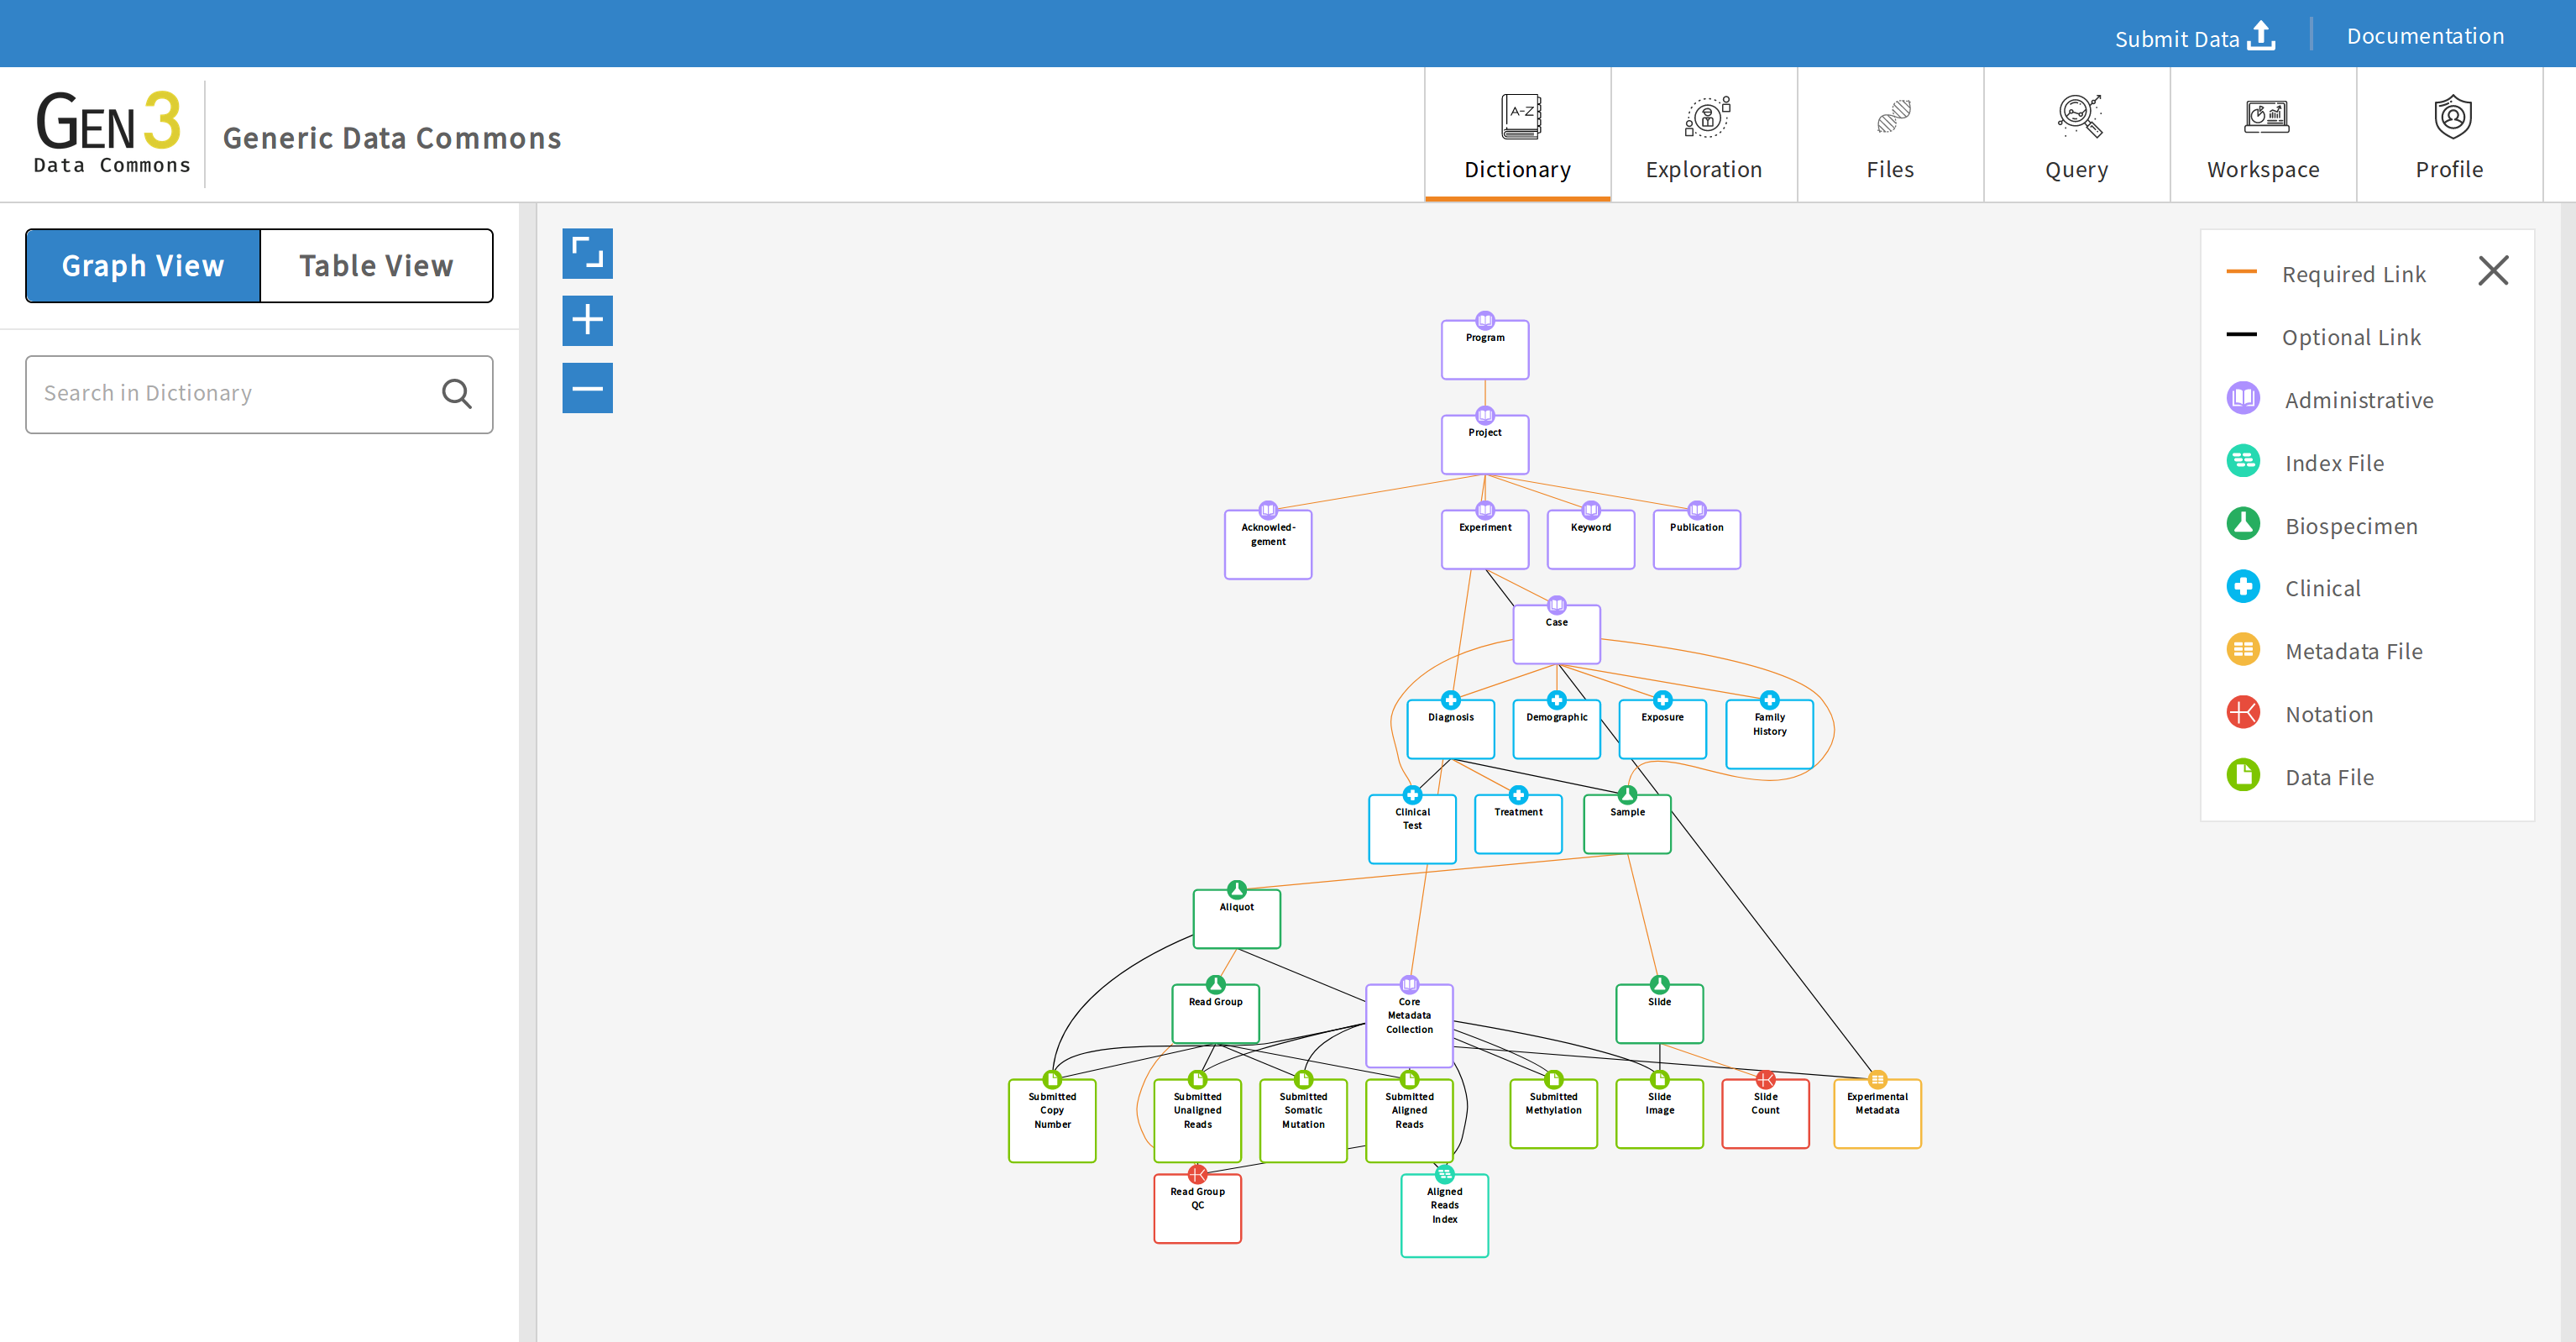 Submit Data
Documentation
GEN3
Data Commons
Generic Data Commons
A-Z
Dictionary
Exploration
Files
Query
Workspace
Profile
Graph View
Table View
Search in Dictionary
Required Link
Optional Link
Administrative
Index File
Biospecimen
Clinical
Metadata File
Notation
Data File
Program
Project
Acknowled-
gement
Experiment
Keyword
Publication
Case
Diagnosis
Demographic
Exposure
Family
History
Clinical
Test
Treatment
Sample
Aliquot
Read Group
Core
Metadata
Collection
Slide
Submitted
Copy
Number
Submitted
Unaligned
Reads
Submitted
Somatic
Mutation
Submitted
Aligned
Reads
Submitted
Methylation
Slide
Image
Slide
Count
Experimental
Metadata
Read Group
QC
Aligned
Reads
Index